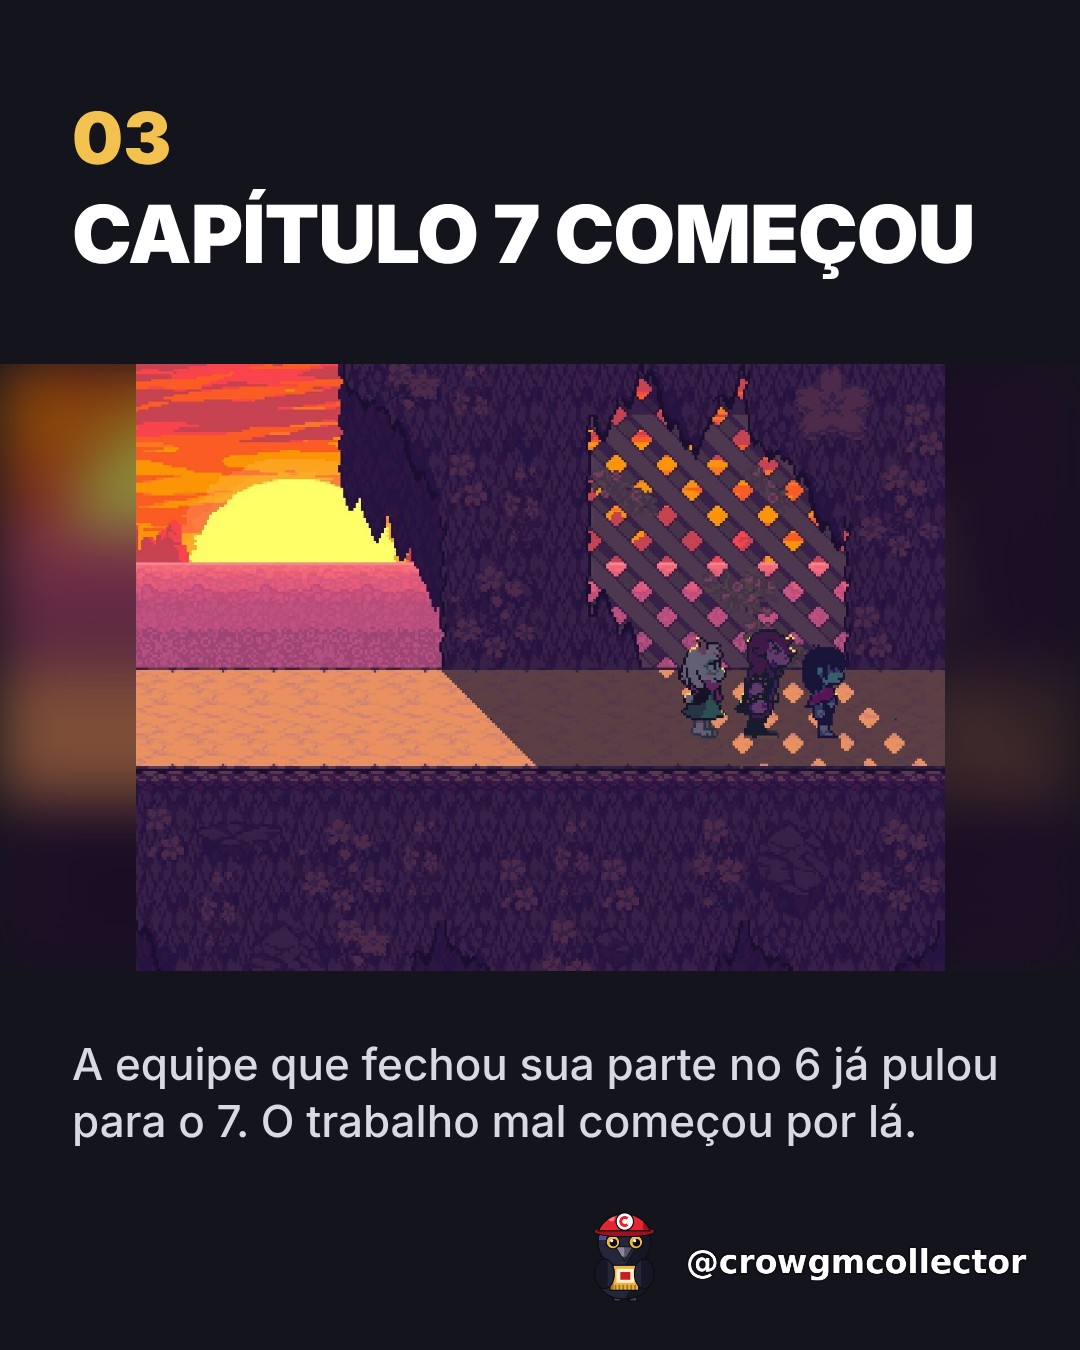 03
CAPÍTULO 7 COMEÇOU
A equipe que fechou sua parte no 6 já pulou
para o 7. O trabalho mal começou por lá.
C
@crowgmcollector